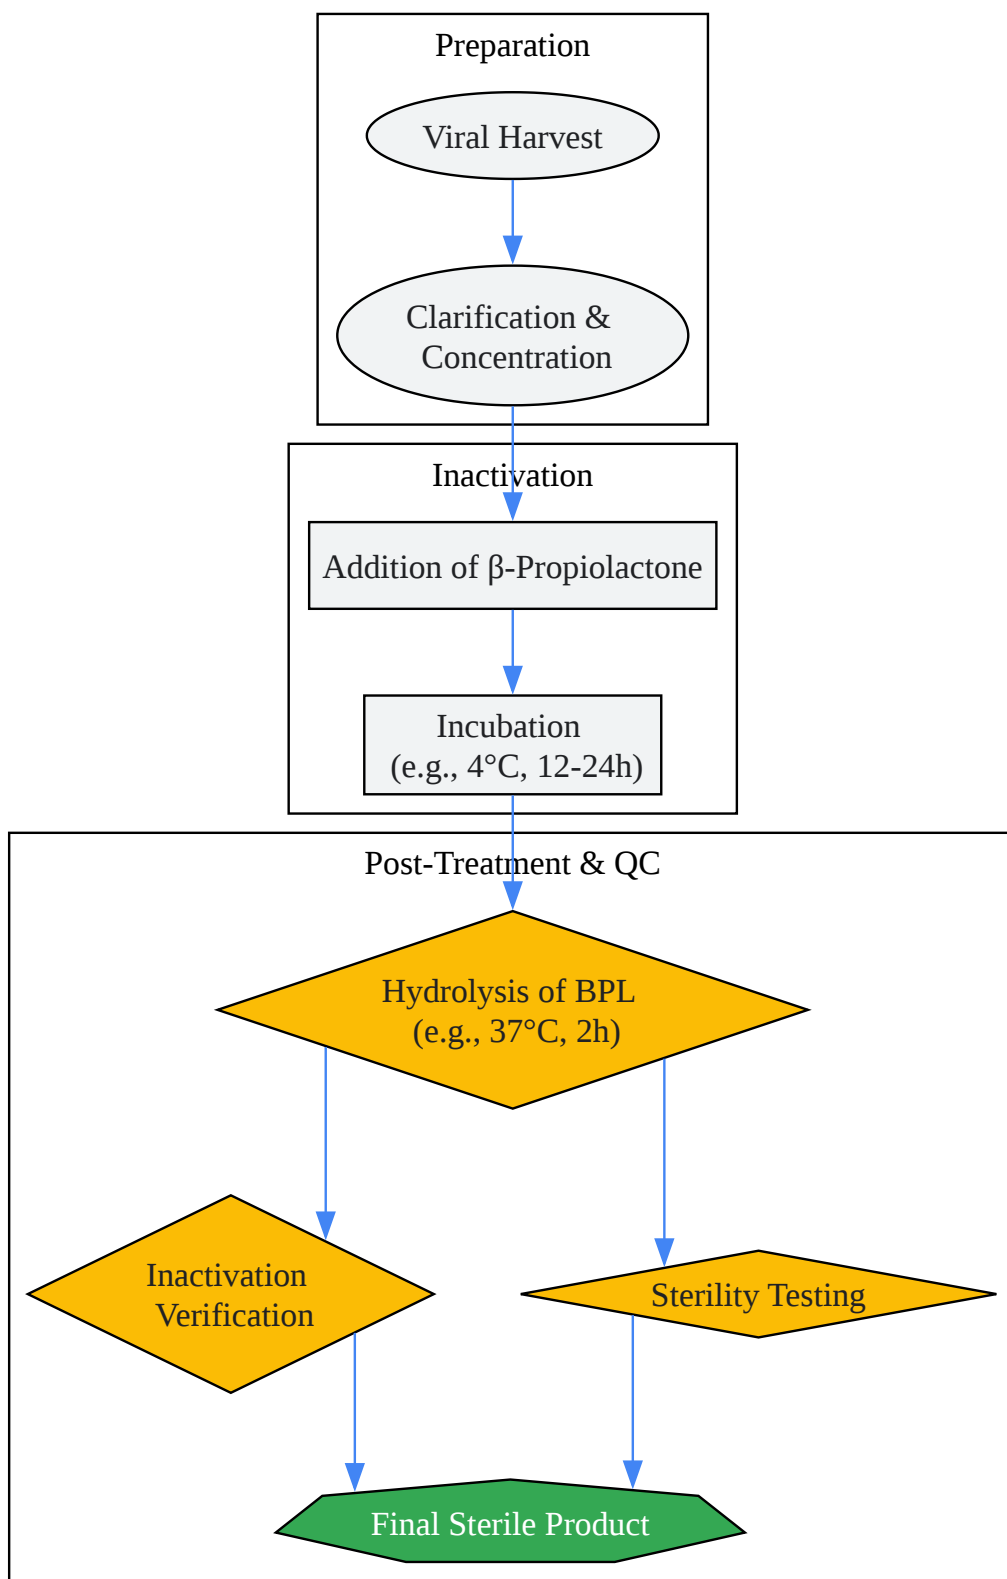 Preparation
Viral Harvest
Clarification &
Concentration
Inactivation
Addition of β-Propiolactone
Incubation
(e.g., 4°C, 12-24h)
Post-Treatment & QC
Hydrolysis of BPL
(e.g., 37°C, 2h)
Inactivation
Verification
Sterility Testing
Final Sterile Product